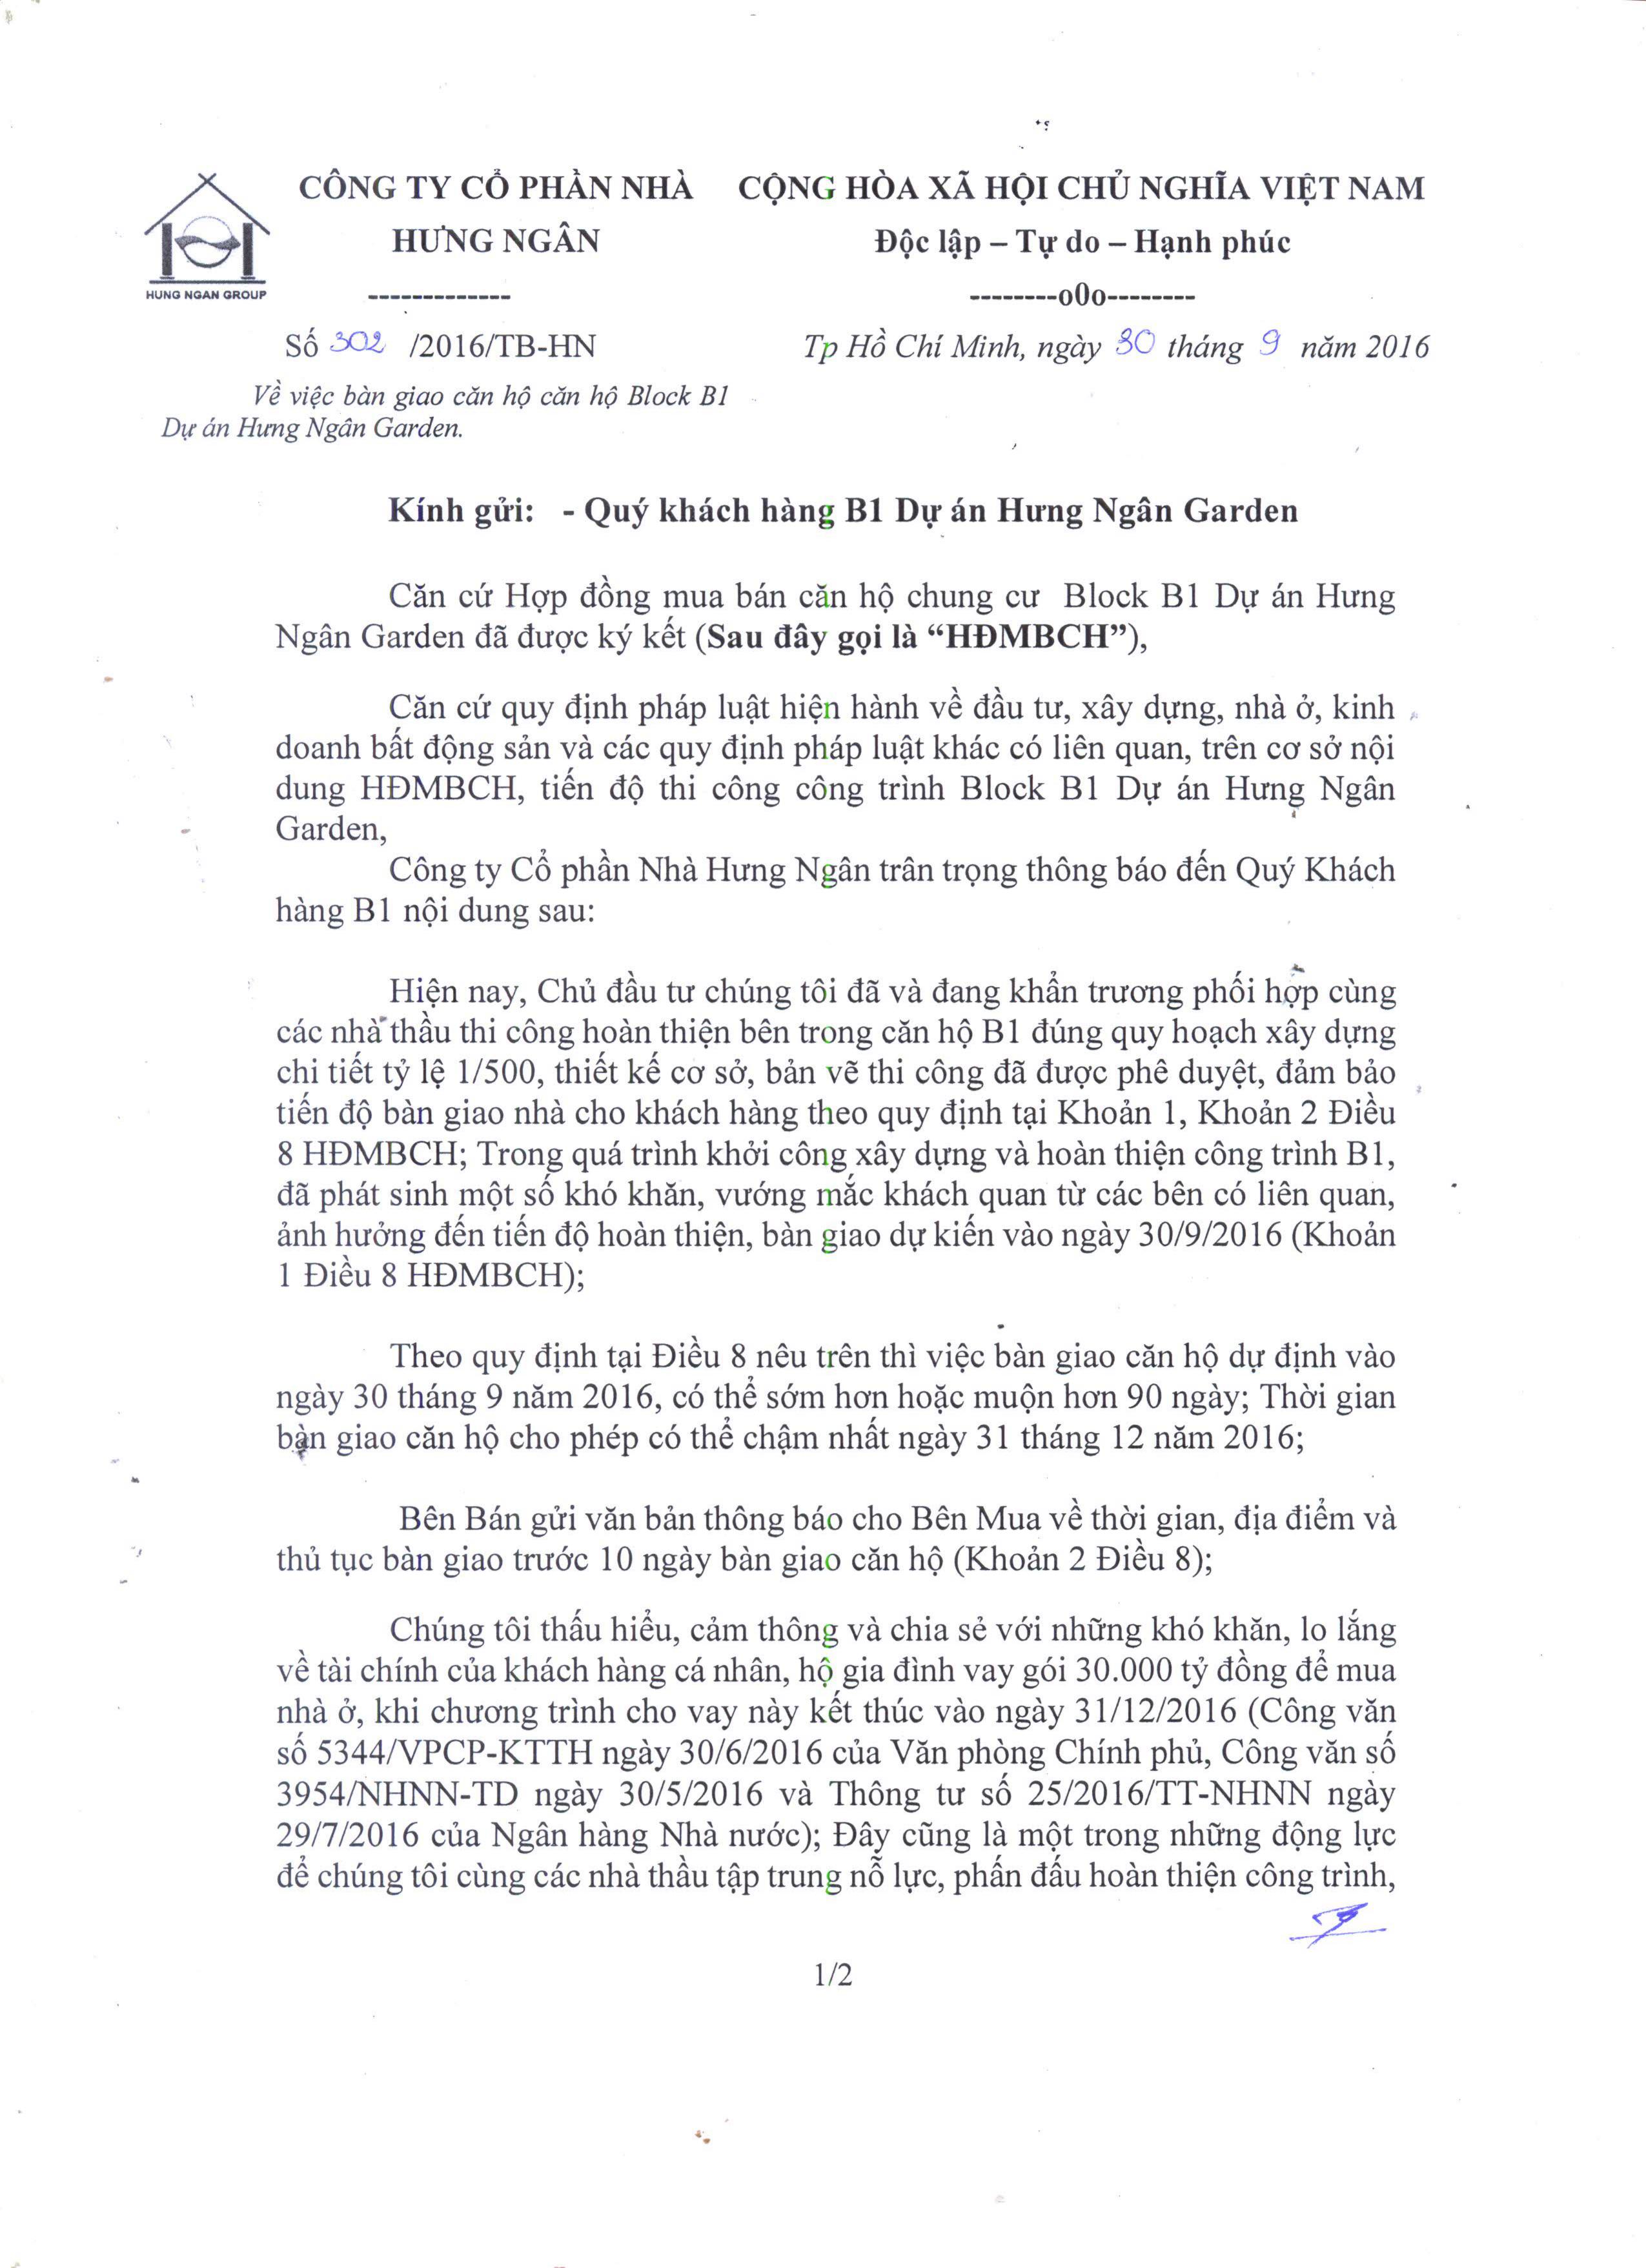 CÔNG TY CỔ PHẦN NHÀ
HƯNG NGÂN
------------
HUNG NGAN GROUP
CỘNG HÒA XÃ HỘI CHỦ NGHĨA VIỆT NAM
Độc lập – Tự do – Hạnh phúc
--------o0o--------
Số 302 /2016/TB-HN
Tp Hồ Chí Minh, ngày 30 tháng 9 năm 2016
Về việc bàn giao căn hộ căn hộ Block B1
Dự án Hưng Ngân Garden.
Kính gửi: - Quý khách hàng B1 Dự án Hưng Ngân Garden
Căn cứ Hợp đồng mua bán căn hộ chung cư Block B1 Dự án Hưng
Ngân Garden đã được ký kết (Sau đây gọi là “HĐMBCH”),
Căn cứ quy định pháp luật hiện hành về đầu tư, xây dựng, nhà ở, kinh
doanh bất động sản và các quy định pháp luật khác có liên quan, trên cơ sở nội
dung HĐMBCH, tiến độ thi công công trình Block B1 Dự án Hưng Ngân
Garden,
Công ty Cổ phần Nhà Hưng Ngân trân trọng thông báo đến Quý Khách
hàng B1 nội dung sau:
Hiện nay, Chủ đầu tư chúng tôi đã và đang khẩn trương phối hợp cùng
các nhà thầu thi công hoàn thiện bên trong căn hộ B1 đúng quy hoạch xây dựng
chi tiết tỷ lệ 1/500, thiết kế cơ sở, bản vẽ thi công đã được phê duyệt, đảm bảo
tiến độ bàn giao nhà cho khách hàng theo quy định tại Khoản 1, Khoản 2 Điều
8 HĐMBCH; Trong quá trình khởi công xây dựng và hoàn thiện công trình B1,
đã phát sinh một số khó khăn, vướng mắc khách quan từ các bên có liên quan,
ảnh hưởng đến tiến độ hoàn thiện, bàn giao dự kiến vào ngày 30/9/2016 (Khoản
1 Điều 8 HĐMBCH);
Theo quy định tại Điều 8 nêu trên thì việc bàn giao căn hộ dự định vào
ngày 30 tháng 9 năm 2016, có thể sớm hơn hoặc muộn hơn 90 ngày; Thời gian
bàn giao căn hộ cho phép có thể chậm nhất ngày 31 tháng 12 năm 2016;
Bên Bán gửi văn bản thông báo cho Bên Mua về thời gian, địa điểm và
thủ tục bàn giao trước 10 ngày bàn giao căn hộ (Khoản 2 Điều 8);
Chúng tôi thấu hiểu, cảm thông và chia sẻ với những khó khăn, lo lắng
về tài chính của khách hàng cá nhân, hộ gia đình vay gói 30.000 tỷ đồng để mua
nhà ở, khi chương trình cho vay này kết thúc vào ngày 31/12/2016 (Công văn
số 5344/VPCP-KTTH ngày 30/6/2016 của Văn phòng Chính phủ, Công văn số
3954/NHNN-TD ngày 30/5/2016 và Thông tư số 25/2016/TT-NHNN ngày
29/7/2016 của Ngân hàng Nhà nước); Đây cũng là một trong những động lực
để chúng tôi cùng các nhà thầu tập trung nỗ lực, phấn đấu hoàn thiện công trình,
1/2